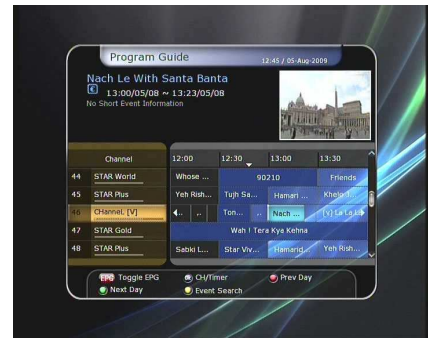 Program Guide
12:45 / 05-Aug-2009
Nach Le With Santa Banta
€ 13:00/05/08 ~ 13:23/05/08
No Short Event Information
Channel 12:00 12:30 13:00 13:30
44 STAR World Whose ... 90210 Friends
45 STAR Plus Yeh Rish... Tujh Sa... Hamari ... Khelo J...
46 CHannel, [V] .. .. Ton... .. Nach ... [V] La La L
47 STAR Gold Wah ! Tera Kya Kehna
48 STAR Plus Sabki L... Star Viv... Hamarid... Yeh Rish...
EPG Toggle EPG CH/Timer Prev Day
Next Day Event Search